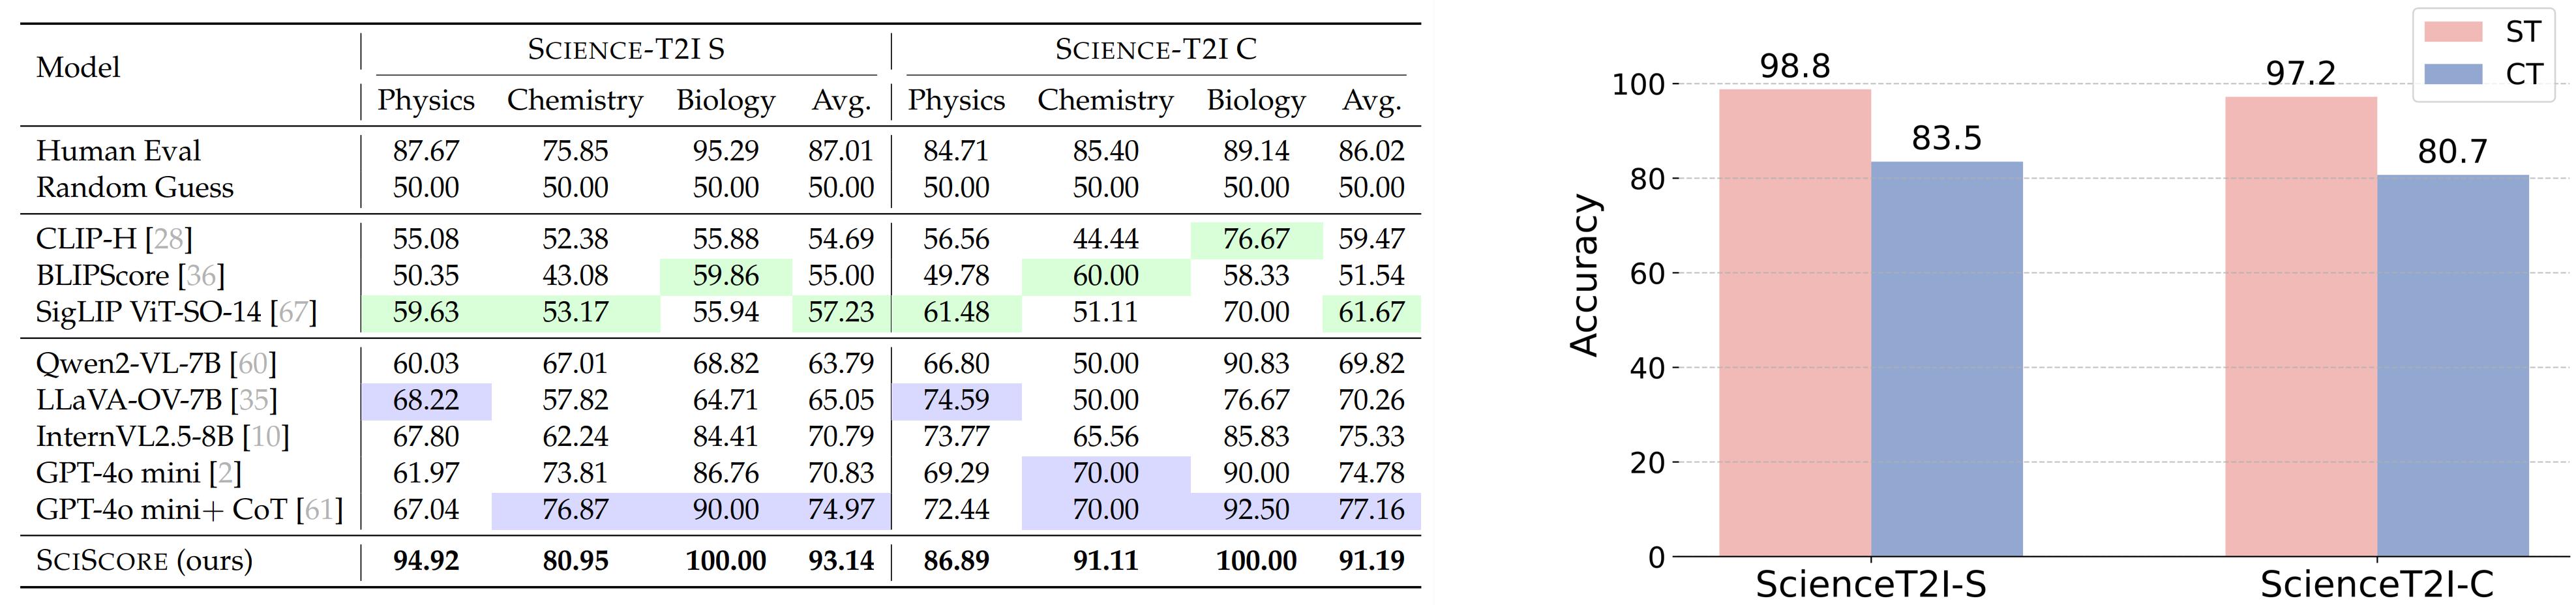 Model SCIENCE-T2I S SCIENCE-T2I C
Physics Chemistry Biology Avg. Physics Chemistry Biology Avg.
Human Eval 87.67 75.85 95.29 87.01 84.71 85.40 89.14 86.02
Random Guess 50.00 50.00 50.00 50.00 50.00 50.00 50.00 50.00
CLIP-H [28] 55.08 52.38 55.88 54.69 56.56 44.44 76.67 59.47
BLIPScore [36] 50.35 43.08 59.86 55.00 49.78 60.00 58.33 51.54
SigLIP ViT-SO-14 [67] 59.63 53.17 55.94 57.23 61.48 51.11 70.00 61.67
Qwen2-VL-7B [60] 60.03 67.01 68.82 63.79 66.80 50.00 90.83 69.82
LLaVA-OV-7B [35] 68.22 57.82 64.71 65.05 74.59 50.00 76.67 70.26
InternVL2.5-8B [10] 67.80 62.24 84.41 70.79 73.77 65.56 85.83 75.33
GPT-4o mini [2] 61.97 73.81 86.76 70.83 69.29 70.00 90.00 74.78
GPT-4o mini+ CoT [61] 67.04 76.87 90.00 74.97 72.44 70.00 92.50 77.16
SCISCORE (ours) 94.92 80.95 100.00 93.14 86.89 91.11 100.00 91.19
ST
CT
98.8
97.2
83.5
80.7
Accuracy
100
80
60
40
20
0
ScienceT2I-S ScienceT2I-C